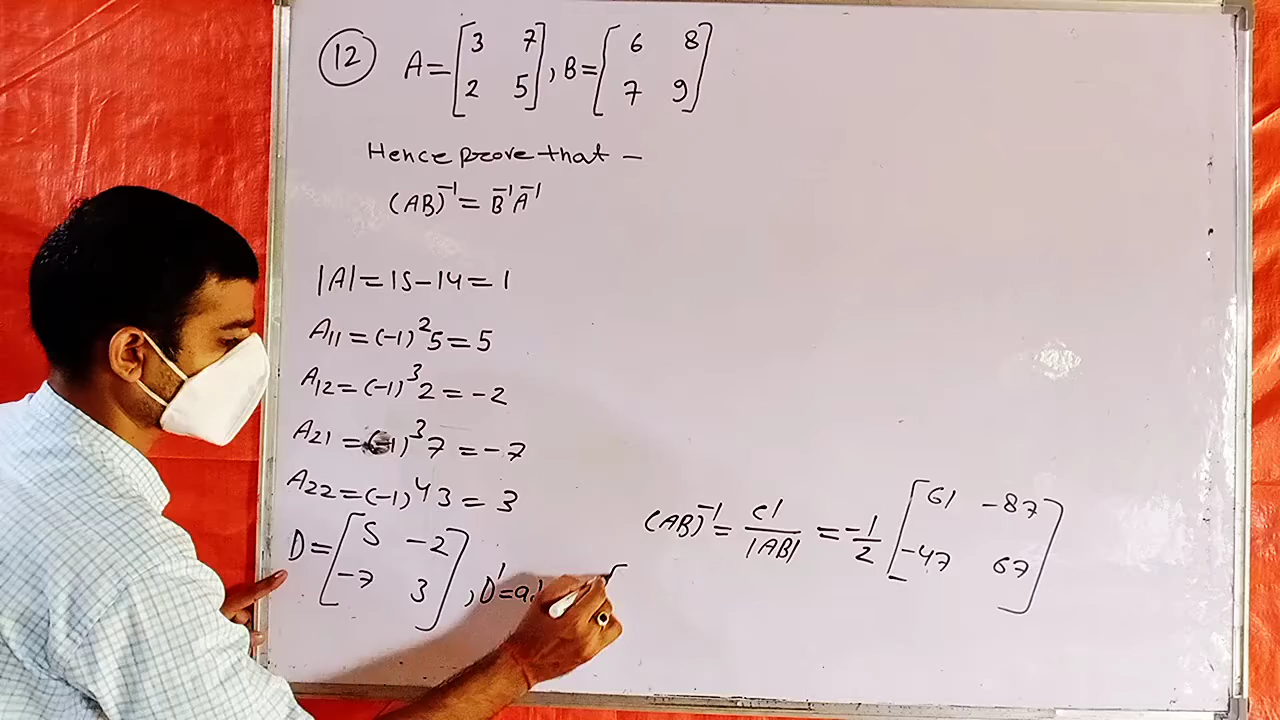 12 A = [3 7 2 5], B = [6 8 7 9]
Hence prove that –
(AB)⁻¹ = B⁻¹A⁻¹
|A| = 15 – 14 = 1
A₁₁ = (-1)² 5 = 5
A₁₂ = (-1)³ 2 = -2
A₂₁ = (-1)³ 7 = -7
A₂₂ = (-1)⁴ 3 = 3
D = [5 -2 -7 3], D' =
(AB)⁻¹ = C'/|AB| = -1/2 [61 -87 -47 67]